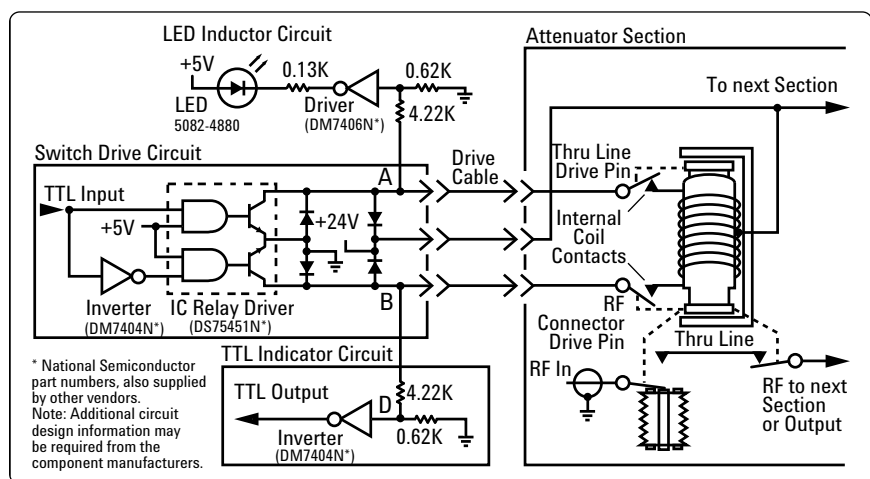 LED Inductor Circuit
+5V
LED
5082-4880
0.13K
Driver
(DM7406N*)
0.62K
4.22K
Attenuator Section
To next Section
Switch Drive Circuit
A
Drive
Cable
Thru Line
Drive Pin
TTL Input
+5V
+24V
Internal
Coil
Contacts
Inverter
(DM7404N*)
IC Relay Driver
(DS75451N*)
B
RF
Connector
Drive Pin
Thru Line
RF In
RF to next
Section
or Output
TTL Indicator Circuit
TTL Output
4.22K
D
0.62K
Inverter
(DM7404N*)
* National Semiconductor
part numbers, also supplied
by other vendors.
Note: Additional circuit
design information may
be required from the
component manufacturers.